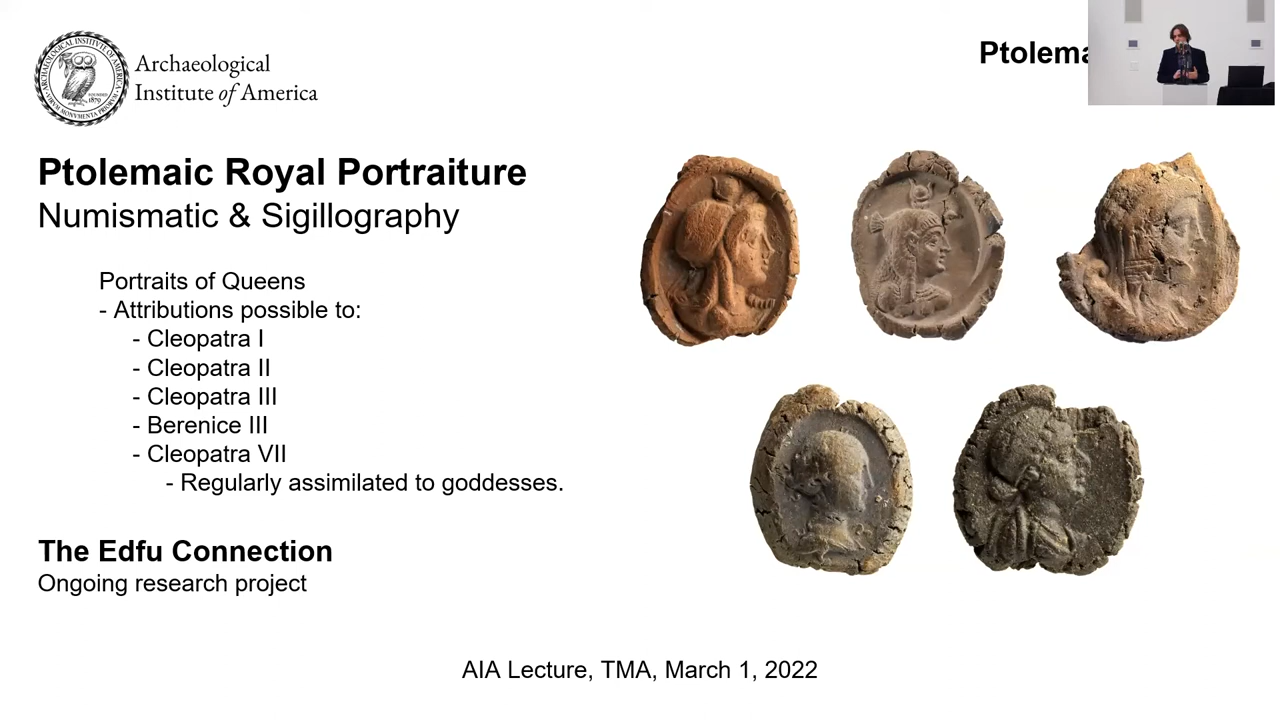 Archaeological
Institute of America
Ptolema
Ptolemaic Royal Portraiture
Numismatic & Sigillography
Portraits of Queens
- Attributions possible to:
- Cleopatra I
- Cleopatra II
- Cleopatra III
- Berenice III
- Cleopatra VII
- Regularly assimilated to goddesses.
The Edfu Connection
Ongoing research project
AIA Lecture, TMA, March 1, 2022